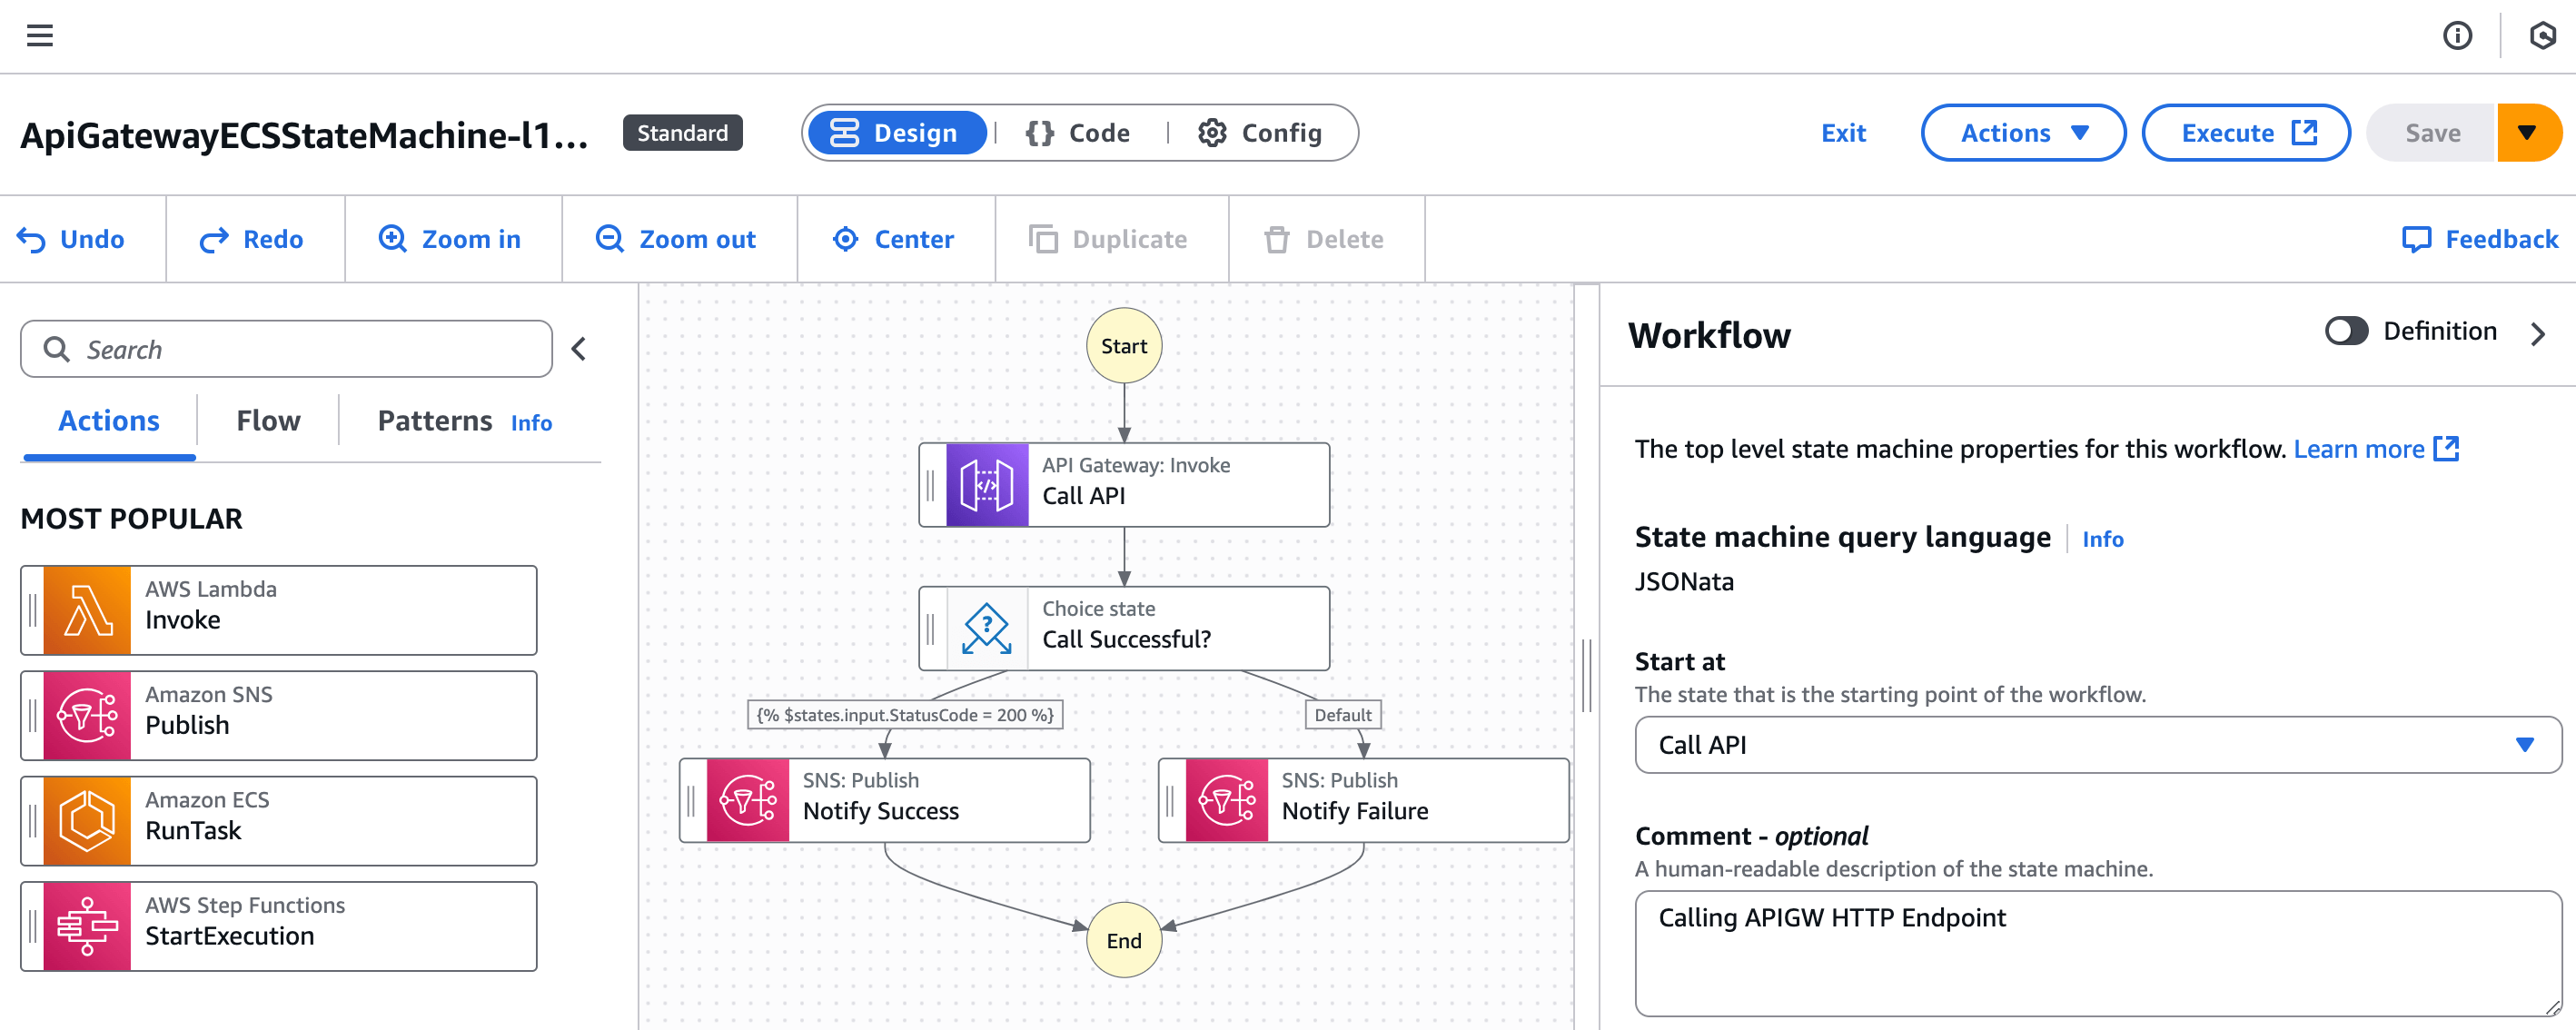 ApiGatewayECSStateMachine-l1...
Standard
Design
Code
Config
Exit
Actions
Execute
Save
Undo
Redo
Zoom in
Zoom out
Center
Duplicate
Delete
Feedback
Search
Actions
Flow
Patterns
Info
MOST POPULAR
AWS Lambda
Invoke
Amazon SNS
Publish
Amazon ECS
RunTask
AWS Step Functions
StartExecution
Start
API Gateway: Invoke
Call API
Choice state
Call Successful?
{% $states.input.StatusCode = 200 %}
Default
SNS: Publish
Notify Success
SNS: Publish
Notify Failure
End
Workflow
Definition
The top level state machine properties for this workflow. Learn more
State machine query language
Info
JSONata
Start at
The state that is the starting point of the workflow.
Call API
Comment - optional
A human-readable description of the state machine.
Calling APIGW HTTP Endpoint